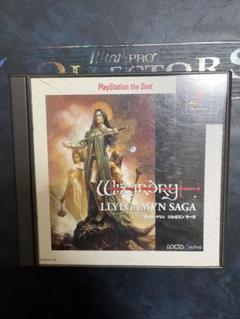 Ultra·PRO
COLLECTOR'S
PlayStation the Best
Wizardry
LLYLGAMYN SAGA
ウィザードリィ リルガミン サーガ
LOCUS